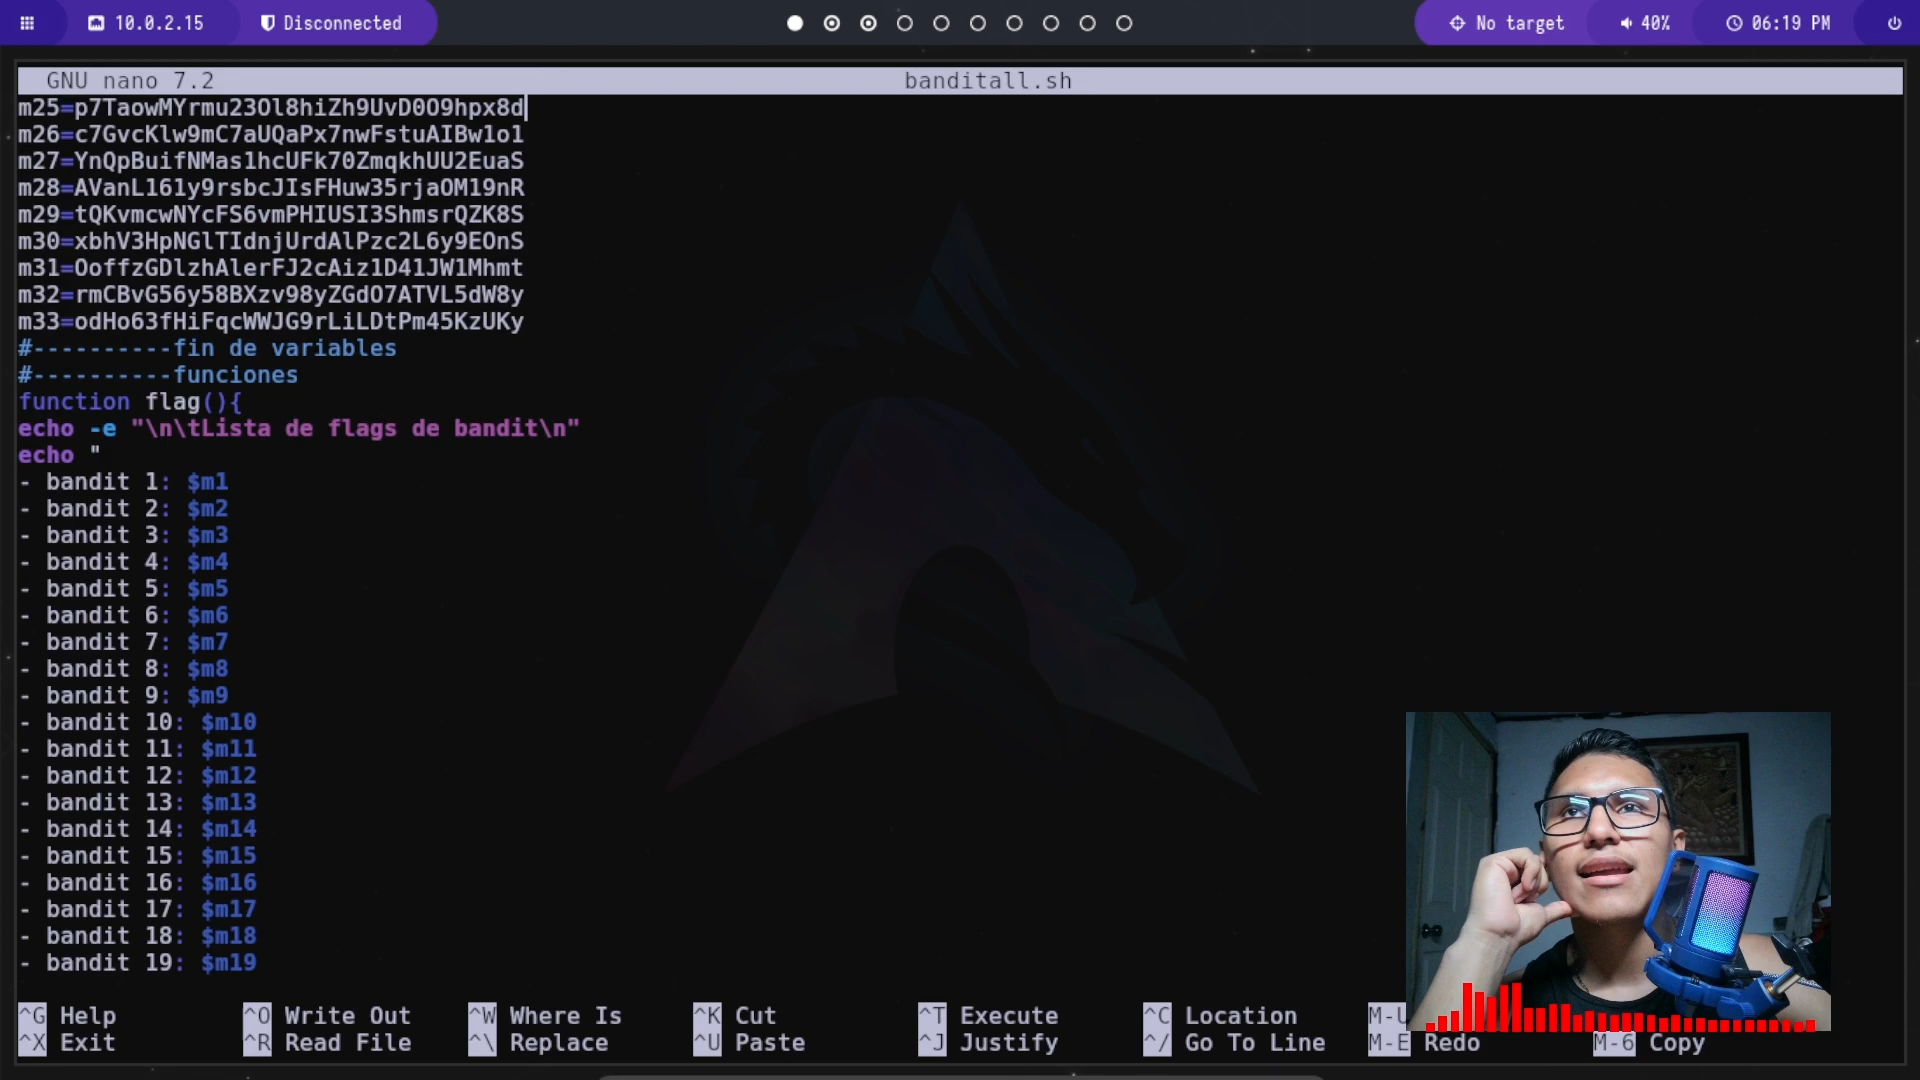 10.0.2.15 Disconnected No target 40% 06:19 PM
GNU nano 7.2 banditall.sh
m25=p7TaowMYrmu23Ol8hiZh9UvD0O9hpx8d
m26=c7GvcKlw9mC7aUQaPx7nwFstuAIBw1o1
m27=YnQpBuifNMas1hcUFk70ZmqkhUU2EuaS
m28=AVanL161y9rsbcJIsFHuw35rjaOM19nR
m29=tQKvmcwNYcFS6vmPHIUSI3ShmsrQZK8S
m30=xbhV3HpNGlTIdnjUrdAlPzc2L6y9EOnS
m31=OoffzGDlzhAlerFJ2cAiz1D41JW1Mhmt
m32=rmCBvG56y58BXzv98yZGdO7ATVL5dW8y
m33=odHo63fHiFqcWWJG9rLiLDtPm45KzUKy
#----------fin de variables
#----------funciones
function flag(){
echo -e "\n\tLista de flags de bandit\n"
echo "
- bandit 1: $m1
- bandit 2: $m2
- bandit 3: $m3
- bandit 4: $m4
- bandit 5: $m5
- bandit 6: $m6
- bandit 7: $m7
- bandit 8: $m8
- bandit 9: $m9
- bandit 10: $m10
- bandit 11: $m11
- bandit 12: $m12
- bandit 13: $m13
- bandit 14: $m14
- bandit 15: $m15
- bandit 16: $m16
- bandit 17: $m17
- bandit 18: $m18
- bandit 19: $m19
^G Help ^O Write Out ^W Where Is ^K Cut ^T Execute ^C Location M-U
^X Exit ^R Read File ^\ Replace ^U Paste ^J Justify ^/ Go To Line M-E Redo M-6 Copy